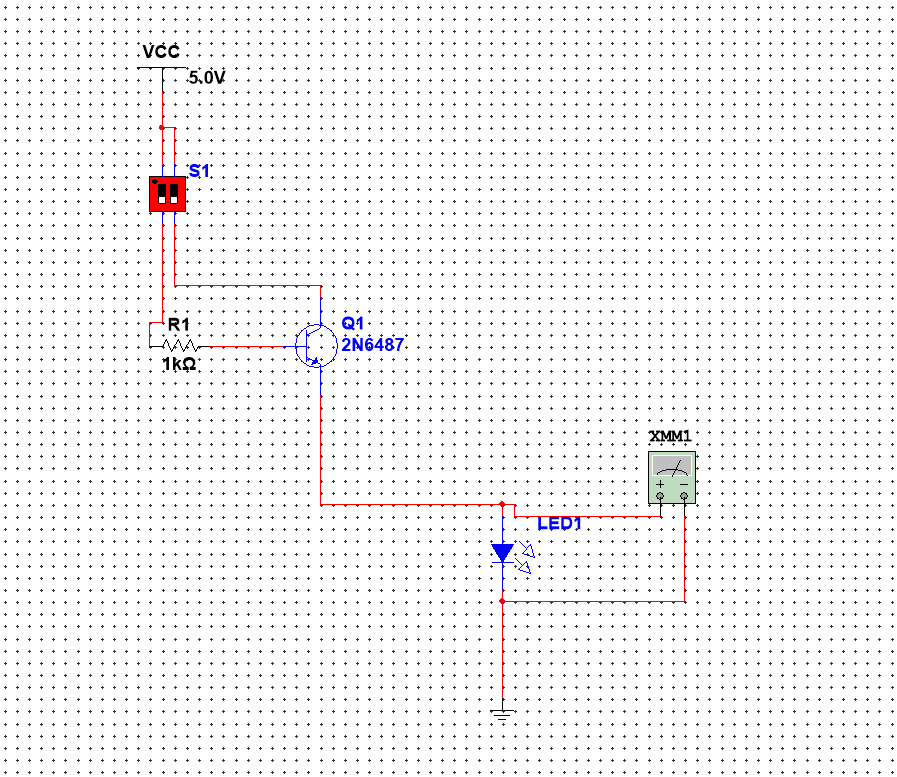 VCC
5.0V
S1
R1
1kΩ
Q1
2N6487
XMM1
+ −
LED1